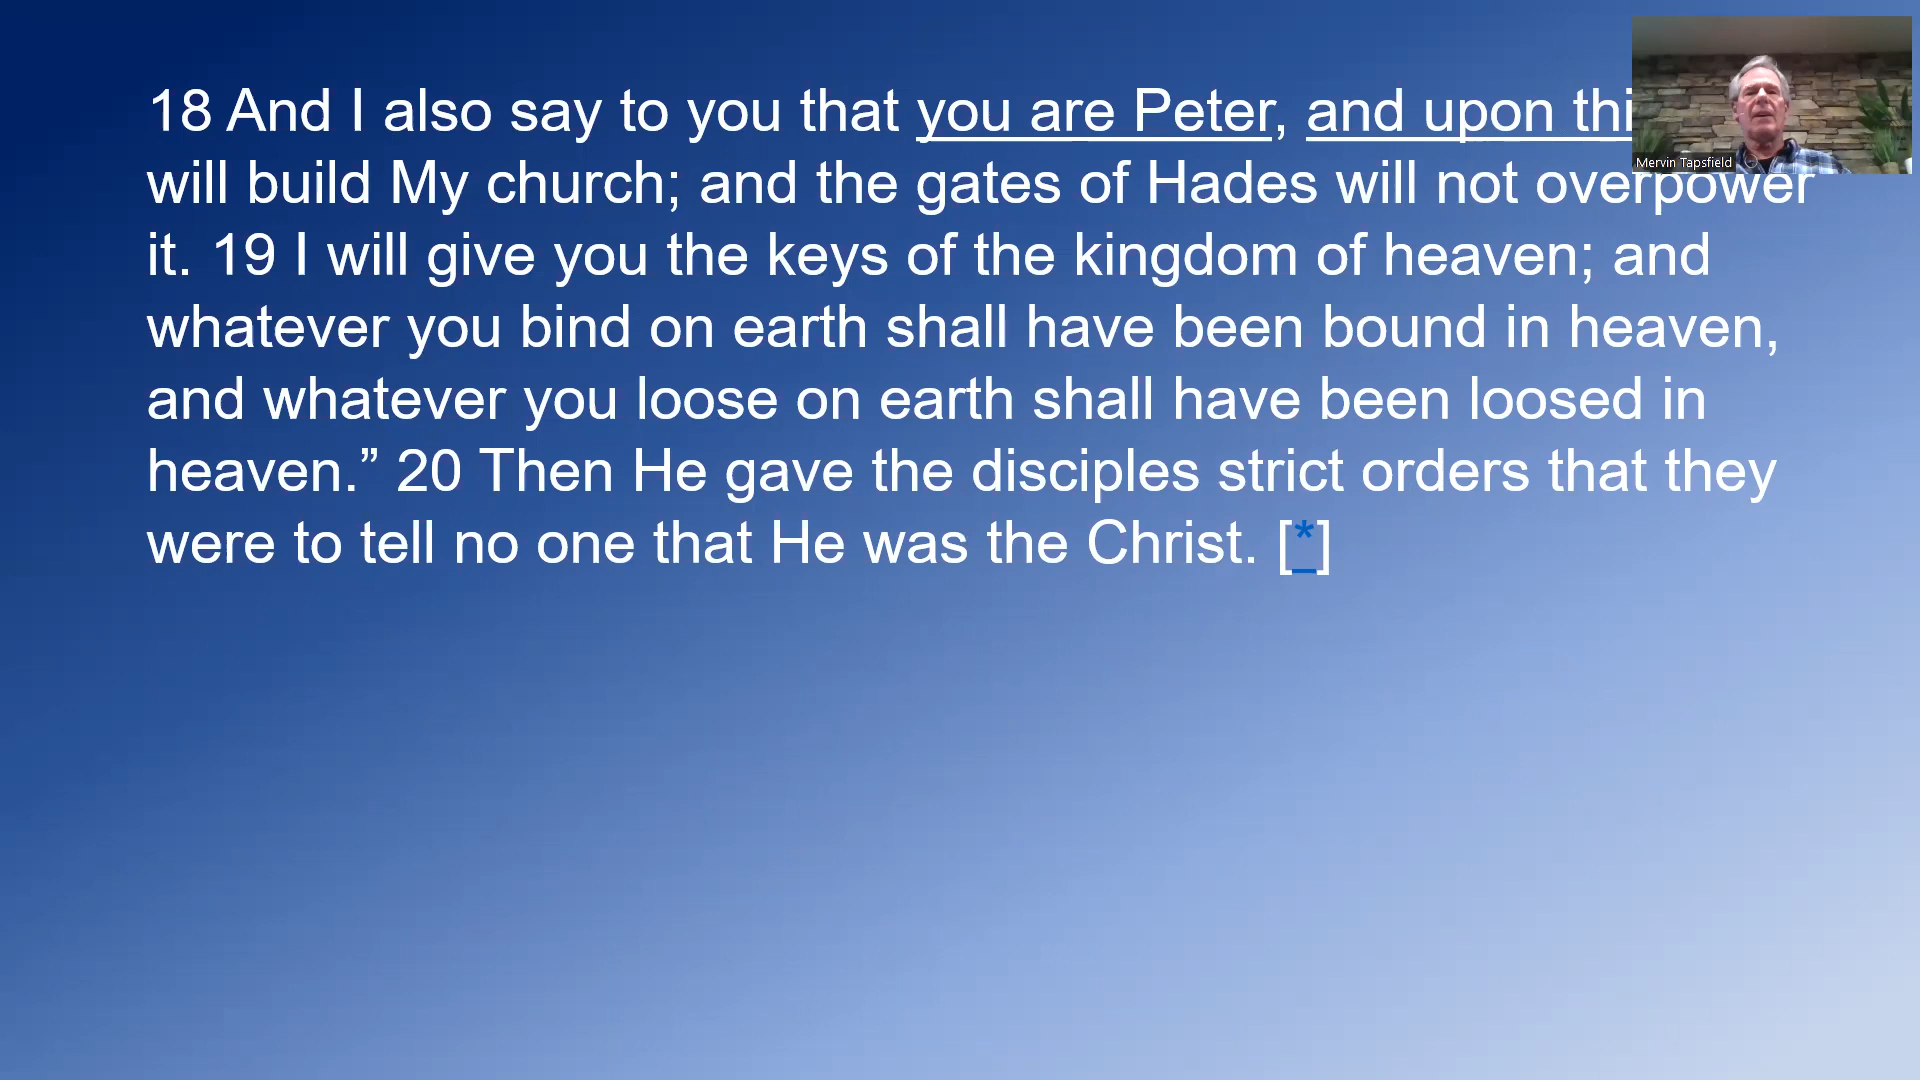 18 And I also say to you that you are Peter, and upon thi
will build My church; and the gates of Hades will not overpower
it. 19 I will give you the keys of the kingdom of heaven; and
whatever you bind on earth shall have been bound in heaven,
and whatever you loose on earth shall have been loosed in
heaven.” 20 Then He gave the disciples strict orders that they
were to tell no one that He was the Christ. [*]
Mervin Tapsfield